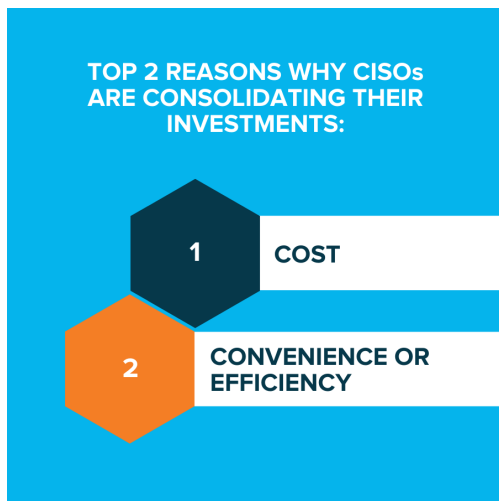 TOP 2 REASONS WHY CISOs
ARE CONSOLIDATING THEIR
INVESTMENTS:
1
COST
2
CONVENIENCE OR
EFFICIENCY